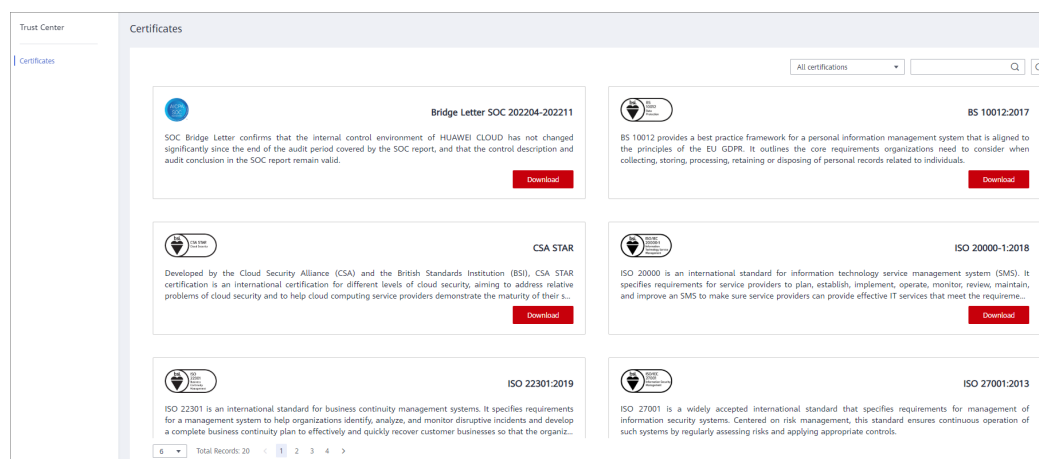 Trust Center
Certificates
Certificates
All certifications
Bridge Letter SOC 202204-202211
SOC Bridge Letter confirms that the internal control environment of HUAWEI CLOUD has not changed
significantly since the end of the audit period covered by the SOC report, and that the control description and
audit conclusion in the SOC report remain valid.
Download
BS 10012:2017
BS 10012 provides a best practice framework for a personal information management system that is aligned to
the principles of the EU GDPR. It outlines the core requirements organizations need to consider when
collecting, storing, processing, retaining or disposing of personal records related to individuals.
Download
CSA STAR
CSA STAR
Developed by the Cloud Security Alliance (CSA) and the British Standards Institution (BSI), CSA STAR
certification is an international certification for different levels of cloud security, aiming to address relative
problems of cloud security and to help cloud computing service providers demonstrate the maturity of their s...
Download
ISO 20000-1:2018
ISO 20000 is an international standard for information technology service management system (SMS). It
specifies requirements for service providers to plan, establish, implement, operate, monitor, review, maintain,
and improve an SMS to make sure service providers can provide effective IT services that meet the requireme...
Download
ISO 22301:2019
ISO 22301 is an international standard for business continuity management systems. It specifies requirements
for a management system to help organizations identify, analyze, and monitor disruptive incidents and develop
a complete business continuity plan to effectively and quickly recover customer businesses so that the organiz...
ISO 27001:2013
ISO 27001 is a widely accepted international standard that specifies requirements for management of
information security systems. Centered on risk management, this standard ensures continuous operation of
such systems by regularly assessing risks and applying appropriate controls.
6 Total Records: 20 < 1 2 3 4 >